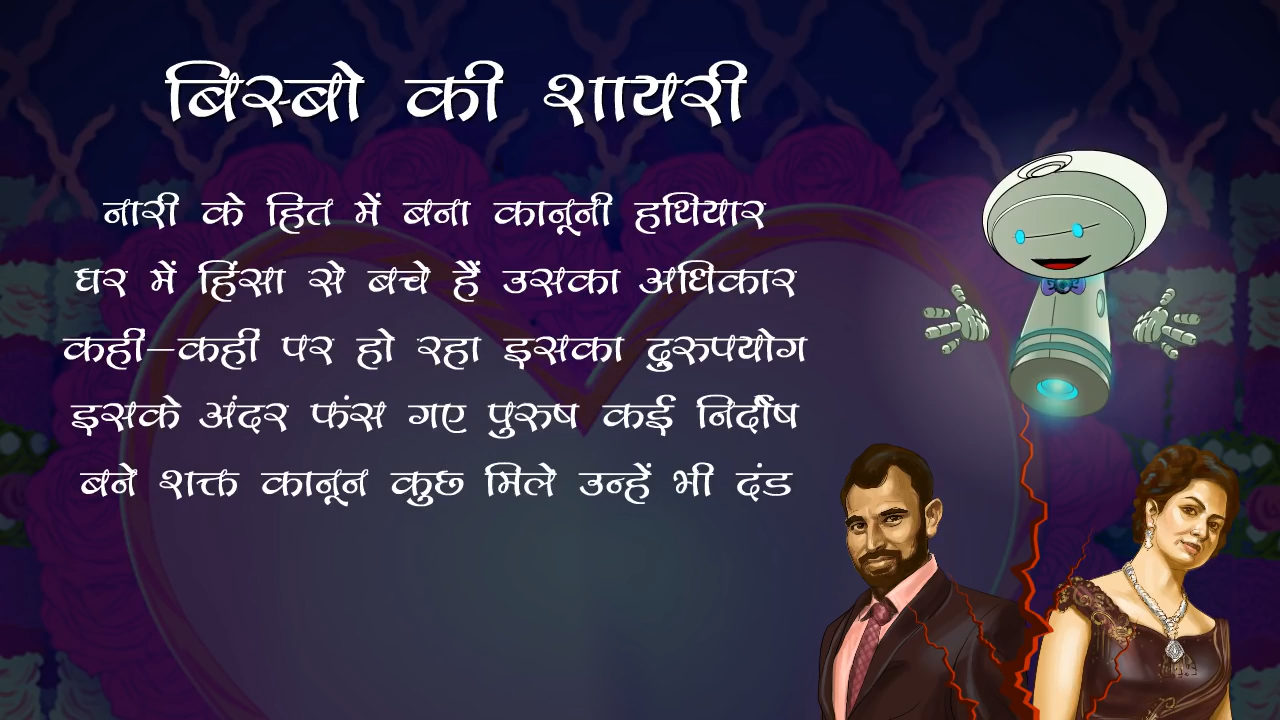 बिस्बो की शायरी
नारी के हित में बना कानूनी हथियार
घर में हिंसा से बचे हैं उसका अधिकार
कहीं-कहीं पर हो रहा इसका दुरुपयोग
इसके अंदर फंस गए पुरुष कई निर्दोष
बने शक्त कानून कुछ मिले उन्हें भी दंड